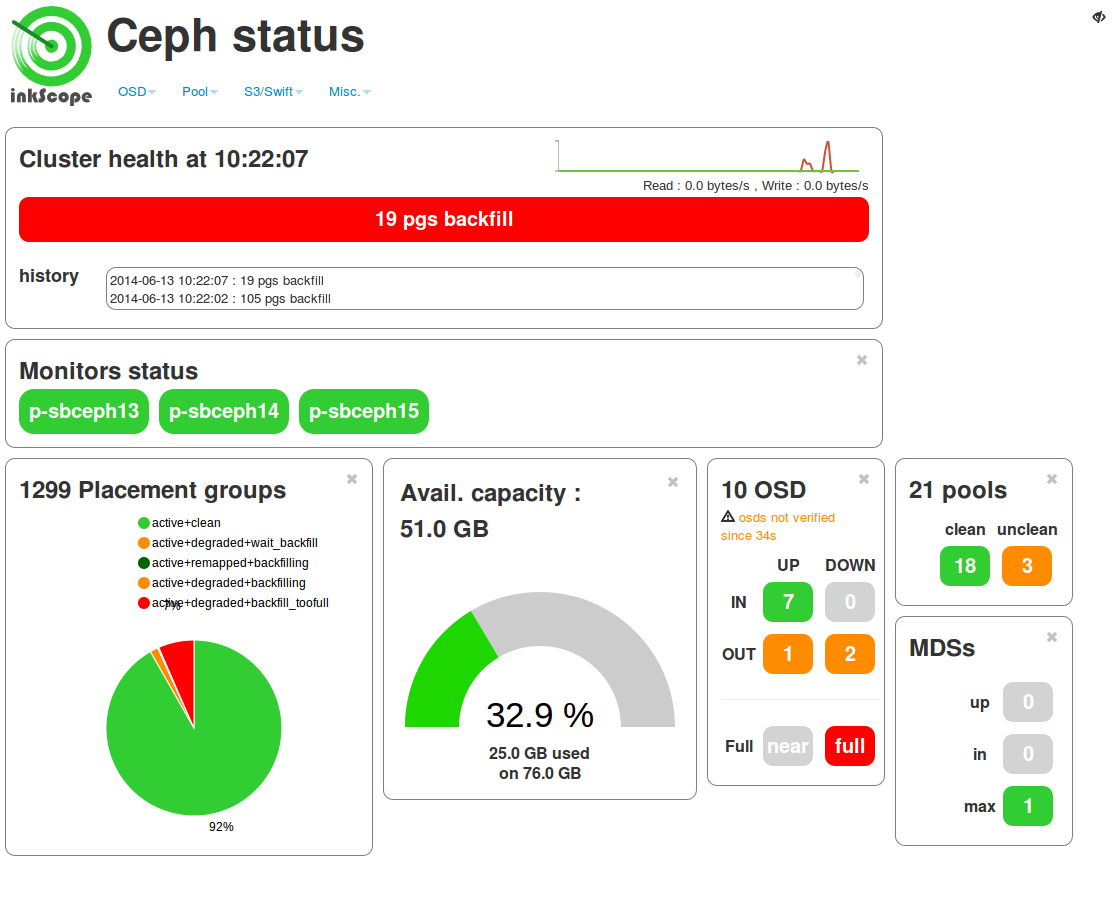 Ceph status
inkScope
OSD Pool S3/Swift Misc.
Cluster health at 10:22:07
Read : 0.0 bytes/s , Write : 0.0 bytes/s
19 pgs backfill
history
2014-06-13 10:22:07 : 19 pgs backfill
2014-06-13 10:22:02 : 105 pgs backfill
Monitors status
p-sbceph13 p-sbceph14 p-sbceph15
1299 Placement groups
active+clean
active+degraded+wait_backfill
active+remapped+backfilling
active+degraded+backfilling
active+degraded+backfill_toofull
7%
92%
Avail. capacity :
51.0 GB
32.9 %
25.0 GB used
on 76.0 GB
10 OSD
osds not verified
since 34s
UP DOWN
IN 7 0
OUT 1 2
Full near full
21 pools
clean unclean
18 3
MDSs
up 0
in 0
max 1